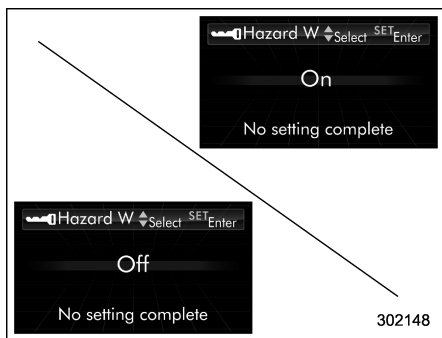 Hazard W Select SET Enter
On
No setting complete
Hazard W Select SET Enter
Off
No setting complete
302148